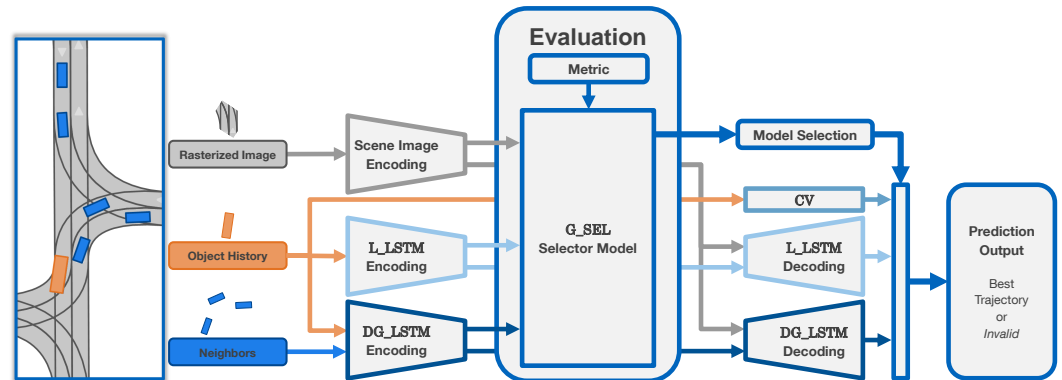 Evaluation
Metric
Rasterized Image
Scene Image
Encoding
Model Selection
CV
G_SEL
Selector Model
Object History
L_LSTM
Encoding
L_LSTM
Decoding
Neighbors
DG_LSTM
Encoding
DG_LSTM
Decoding
Prediction
Output
Best
Trajectory
or
Invalid